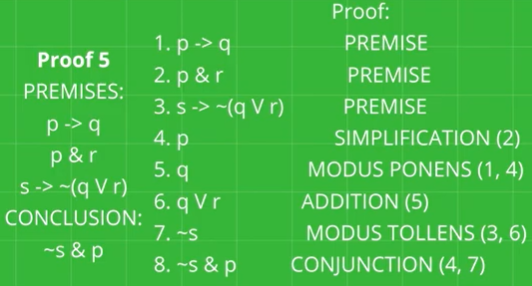 Proof 5
PREMISES:
p -> q
p & r
s -> ~(q V r)
CONCLUSION:
~s & p
Proof:
1. p -> q PREMISE
2. p & r PREMISE
3. s -> ~(q V r) PREMISE
4. p SIMPLIFICATION (2)
5. q MODUS PONENS (1, 4)
6. q V r ADDITION (5)
7. ~s MODUS TOLLENS (3, 6)
8. ~s & p CONJUNCTION (4, 7)